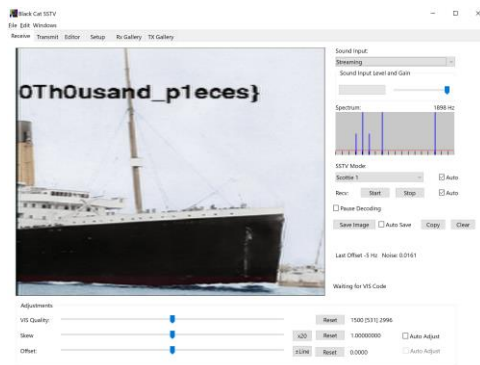 Black Cat SSTV
File Edit Windows
Receive Transmit Editor Setup Rx Gallery TX Gallery
0Th0usand_p1eces}
Sound Input:
Streaming
Sound Input Level and Gain
Spectrum: 1898 Hz
SSTV Mode:
Scottie 1 Auto
Recv: Start Stop Auto
Pause Decoding
Save Image Auto Save Copy Clear
Last Offset -5 Hz Noise: 0.0161
Waiting for VIS Code
Adjustments
VIS Quality: Reset 1500 [531] 2996
Skew x20 Reset 1.00000000 Auto Adjust
Offset: ±Line Reset 0.0000 Auto Adjust